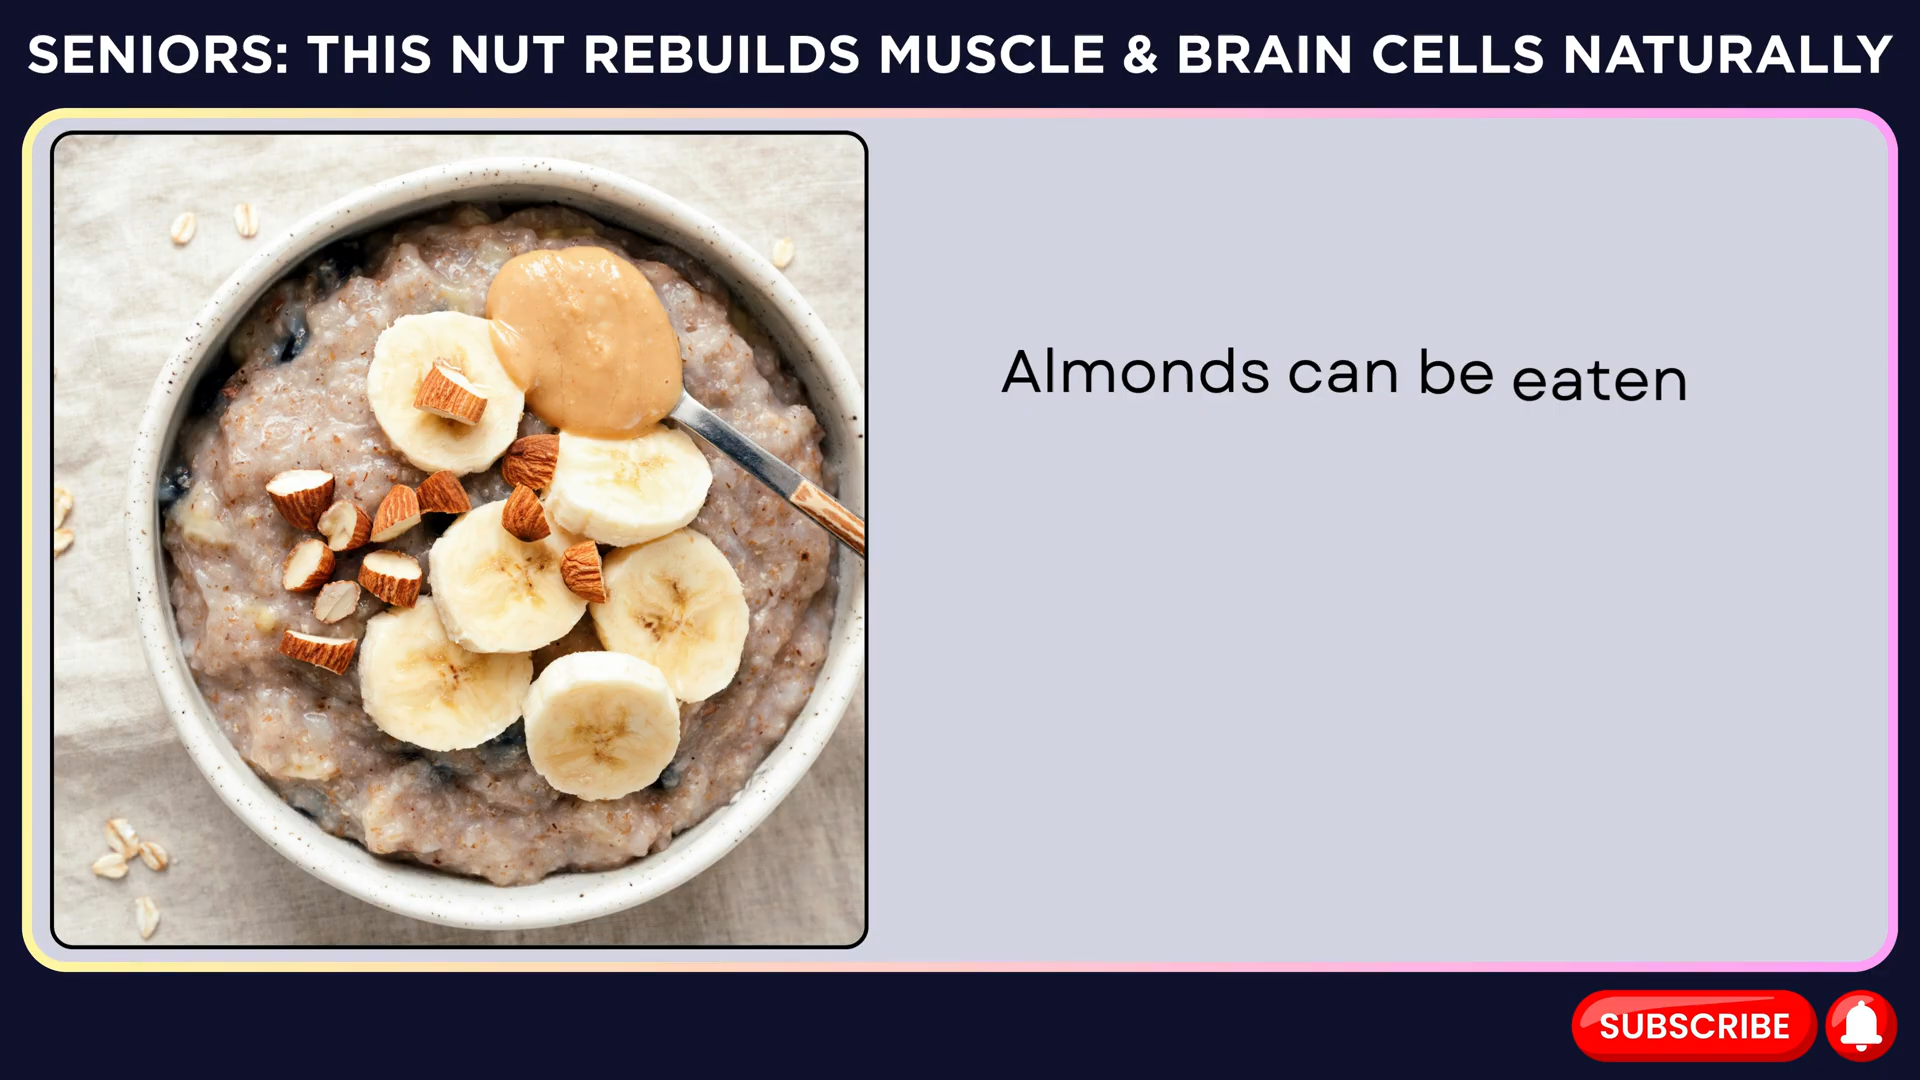 SENIORS: THIS NUT REBUILDS MUSCLE & BRAIN CELLS NATURALLY
Almonds can be eaten
SUBSCRIBE